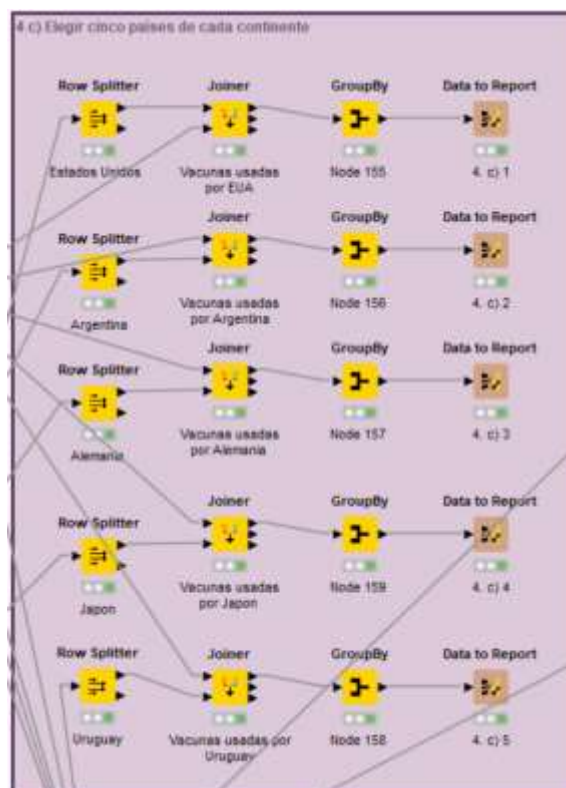 4 c) Elegir cinco países de cada continente
Row Splitter Joiner GroupBy Data to Report
Estados Unidos Vacunas usadas Node 155 4. c) 1
por EUA
Row Splitter Joiner GroupBy Data to Report
Argentina Vacunas usadas Node 156 4. c) 2
por Argentina
Row Splitter Joiner GroupBy Data to Report
Alemania Vacunas usadas Node 157 4. c) 3
por Alemania
Row Splitter Joiner GroupBy Data to Report
Japon Vacunas usadas Node 159 4. c) 4
por Japon
Row Splitter Joiner GroupBy Data to Report
Uruguay Vacunas usadas por Node 158 4. c) 5
Uruguay